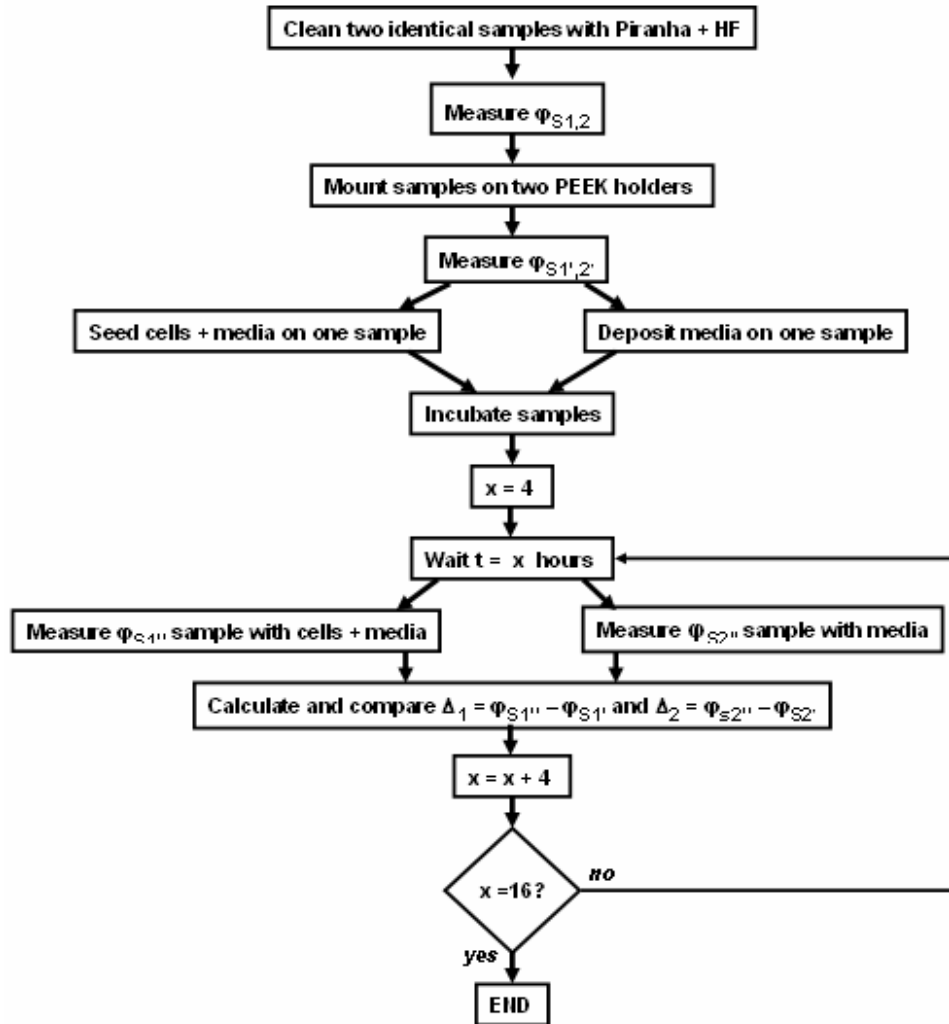 Clean two identical samples with Piranha + HF
Measure φS1,2
Mount samples on two PEEK holders
Measure φS1',2'
Seed cells + media on one sample
Deposit media on one sample
Incubate samples
x = 4
Wait t = x hours
Measure φS1'' sample with cells + media
Measure φS2'' sample with media
Calculate and compare Δ1 = φS1'' – φS1' and Δ2 = φs2'' – φS2'
x = x + 4
x =16?
no
yes
END